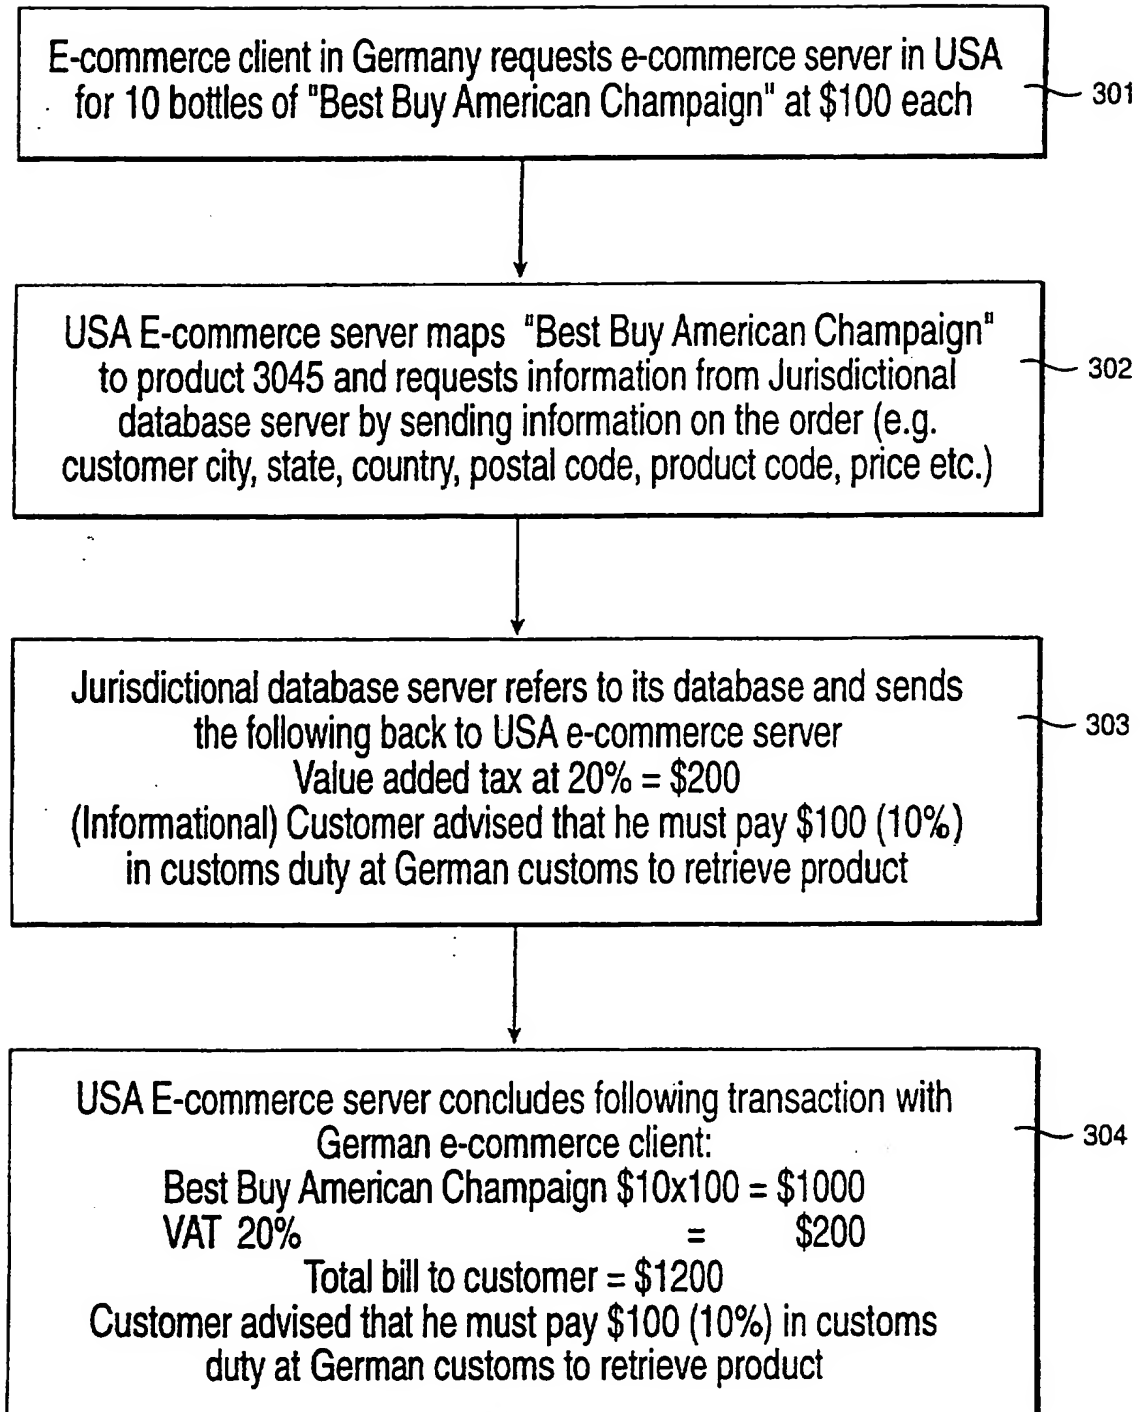 E-commerce client in Germany requests e-commerce server in USA
for 10 bottles of "Best Buy American Champaign" at $100 each
301
USA E-commerce server maps "Best Buy American Champaign"
to product 3045 and requests information from Jurisdictional
database server by sending information on the order (e.g.
customer city, state, country, postal code, product code, price etc.)
302
Jurisdictional database server refers to its database and sends
the following back to USA e-commerce server
Value added tax at 20% = $200
(Informational) Customer advised that he must pay $100 (10%)
in customs duty at German customs to retrieve product
303
USA E-commerce server concludes following transaction with
German e-commerce client:
Best Buy American Champaign $10x100 = $1000
VAT 20% = $200
Total bill to customer = $1200
Customer advised that he must pay $100 (10%) in customs
duty at German customs to retrieve product
304